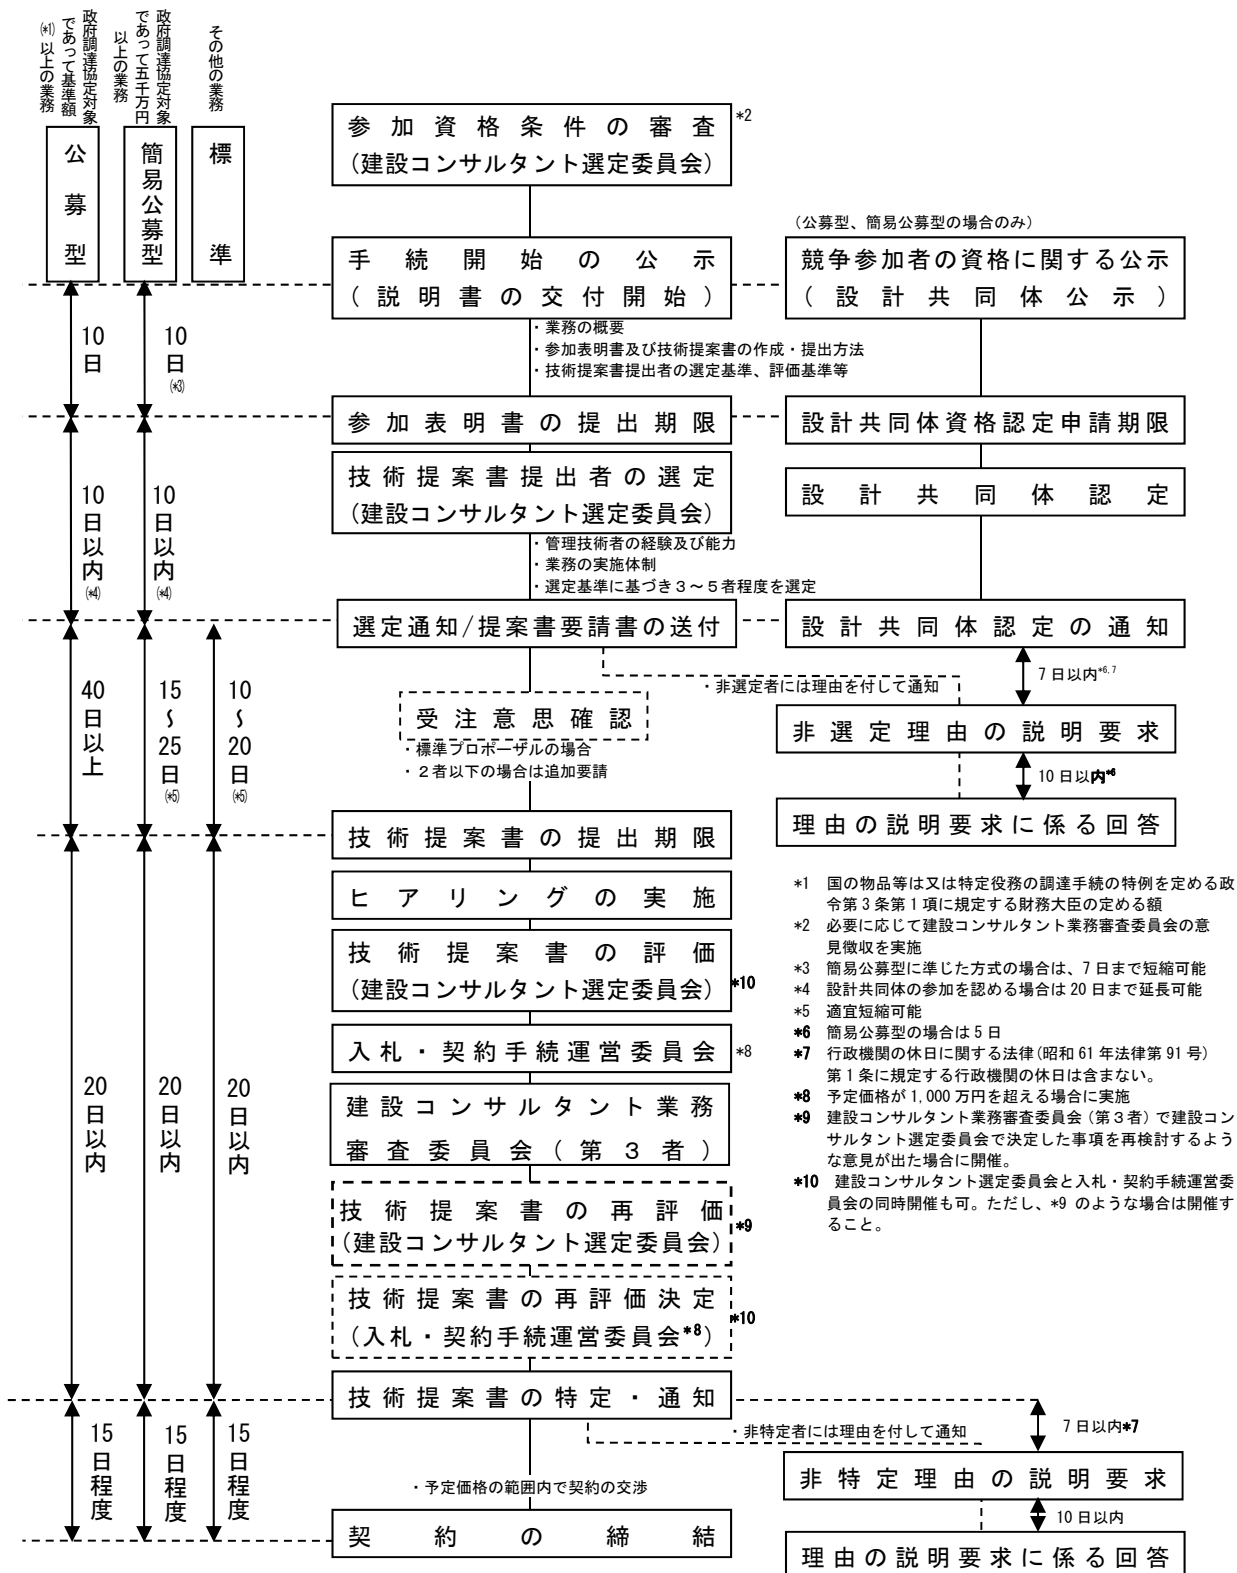 政府調達協定対象
であって基準額
(*1)以上の業務
公募型
政府調達協定対象
であって五千万円
以上の業務
簡易公募型
その他の業務
標準
参加資格条件の審査 *2
(建設コンサルタント選定委員会)
(公募型、簡易公募型の場合のみ)
手続開始の公示
(説明書の交付開始)
競争参加者の資格に関する公示
(設計共同体公示)
・業務の概要
・参加表明書及び技術提案書の作成・提出方法
・技術提案書提出者の選定基準、評価基準等
10日
10日(*3)
参加表明書の提出期限
設計共同体資格認定申請期限
技術提案書提出者の選定
(建設コンサルタント選定委員会)
設計共同体認定
・管理技術者の経験及び能力
・業務の実施体制
・選定基準に基づき3~5者程度を選定
10日以内(*4)
10日以内(*4)
選定通知/提案書要請書の送付
設計共同体認定の通知
7日以内*6,7
・非選定者には理由を付して通知
40日以上
15~25日(*5)
10~20日(*5)
受注意思確認
・標準プロポーザルの場合
・2者以下の場合は追加要請
非選定理由の説明要求
10日以内*6
理由の説明要求に係る回答
技術提案書の提出期限
ヒアリングの実施
技術提案書の評価
(建設コンサルタント選定委員会) *10
入札・契約手続運営委員会 *8
建設コンサルタント業務
審査委員会(第3者)
技術提案書の再評価
(建設コンサルタント選定委員会) *9
技術提案書の再評価決定
(入札・契約手続運営委員会*8) *10
20日以内
20日以内
20日以内
*1 国の物品等は又は特定役務の調達手続の特例を定める政
令第3条第1項に規定する財務大臣の定める額
*2 必要に応じて建設コンサルタント業務審査委員会の意
見徴収を実施
*3 簡易公募型に準じた方式の場合は、7日まで短縮可能
*4 設計共同体の参加を認める場合は20日まで延長可能
*5 適宜短縮可能
*6 簡易公募型の場合は5日
*7 行政機関の休日に関する法律(昭和61年法律第91号)
第1条に規定する行政機関の休日は含まない。
*8 予定価格が1,000万円を超える場合に実施
*9 建設コンサルタント業務審査委員会(第3者)で建設コン
サルタント選定委員会で決定した事項を再検討するよう
な意見が出た場合に開催。
*10 建設コンサルタント選定委員会と入札・契約手続運営委
員会の同時開催も可。ただし、*9 のような場合は開催す
ること。
技術提案書の特定・通知
・非特定者には理由を付して通知
7日以内*7
15日程度
15日程度
15日程度
・予定価格の範囲内で契約の交渉
非特定理由の説明要求
10日以内
契約の締結
理由の説明要求に係る回答